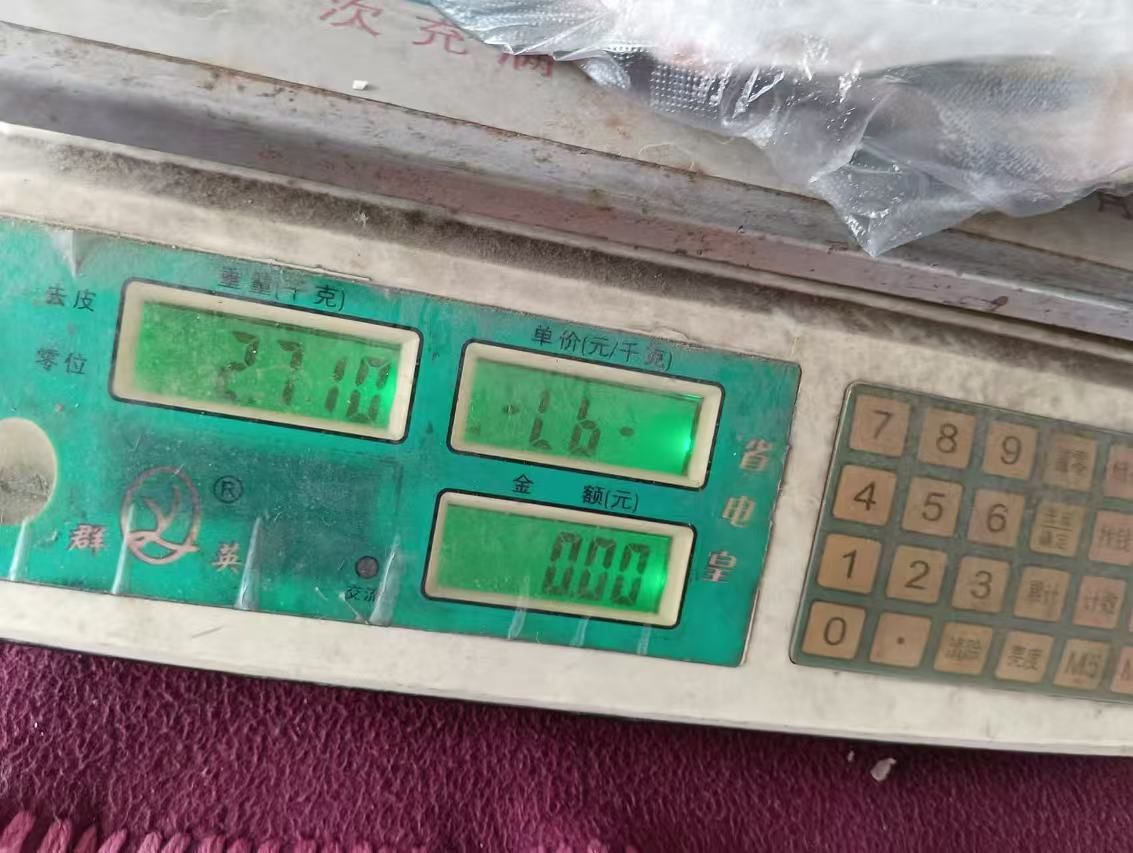 次充满
重量(千克)
去皮
零位
27.10
单价(元/千克)
-Lb-
金 额(元)
0.00
省电皇
群 ® 英
交流
7 8 9 置零
4 5 6
1 2 3 累计 计数
0 . 清除 亮度 M5